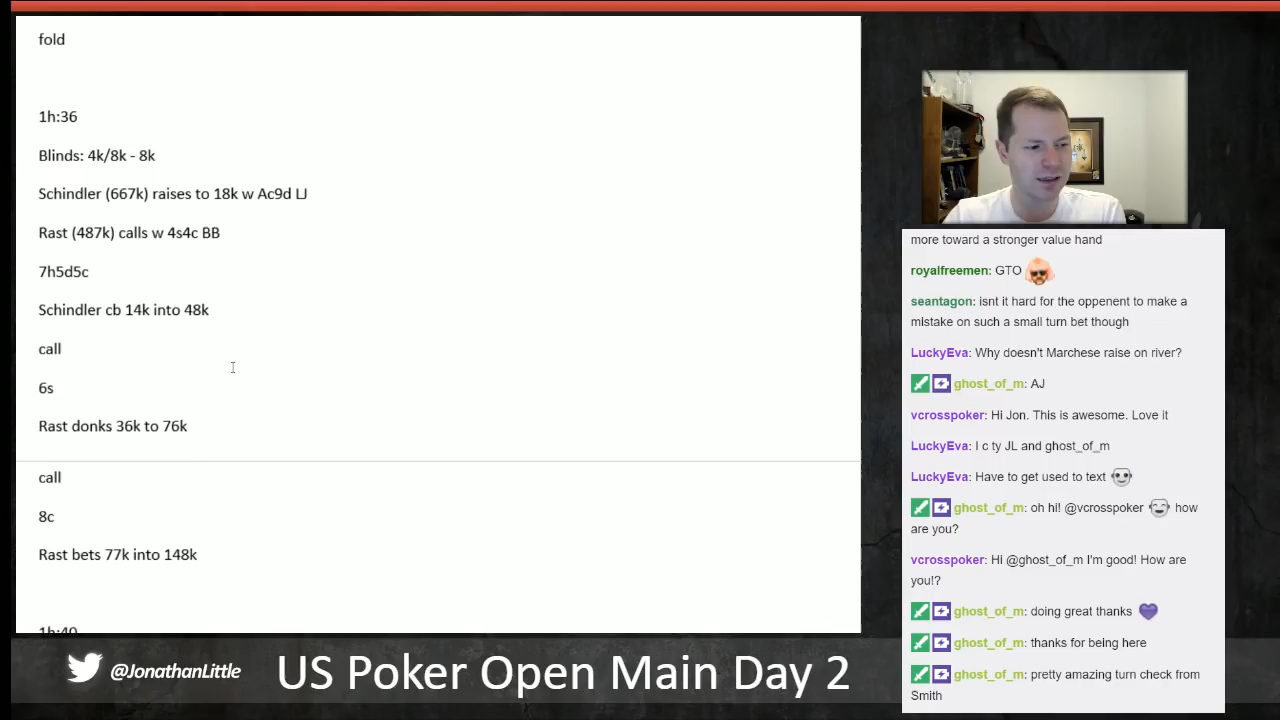 fold
1h:36
Blinds: 4k/8k - 8k
Schindler (667k) raises to 18k w Ac9d LJ
Rast (487k) calls w 4s4c BB
7h5d5c
Schindler cb 14k into 48k
call
6s
Rast donks 36k to 76k
call
8c
Rast bets 77k into 148k
1h:40
more toward a stronger value hand
royalfreemen: GTO
seantagon: isnt it hard for the oppenent to make a
mistake on such a small turn bet though
LuckyEva: Why doesn't Marchese raise on river?
ghost_of_m: AJ
vcrosspoker: Hi Jon. This is awesome. Love it
LuckyEva: I c ty JL and ghost_of_m
LuckyEva: Have to get used to text
ghost_of_m: oh hi! @vcrosspoker how
are you?
vcrosspoker: Hi @ghost_of_m I'm good! How are
you!?
ghost_of_m: doing great thanks
ghost_of_m: thanks for being here
ghost_of_m: pretty amazing turn check from
Smith
@JonathanLittle
US Poker Open Main Day 2